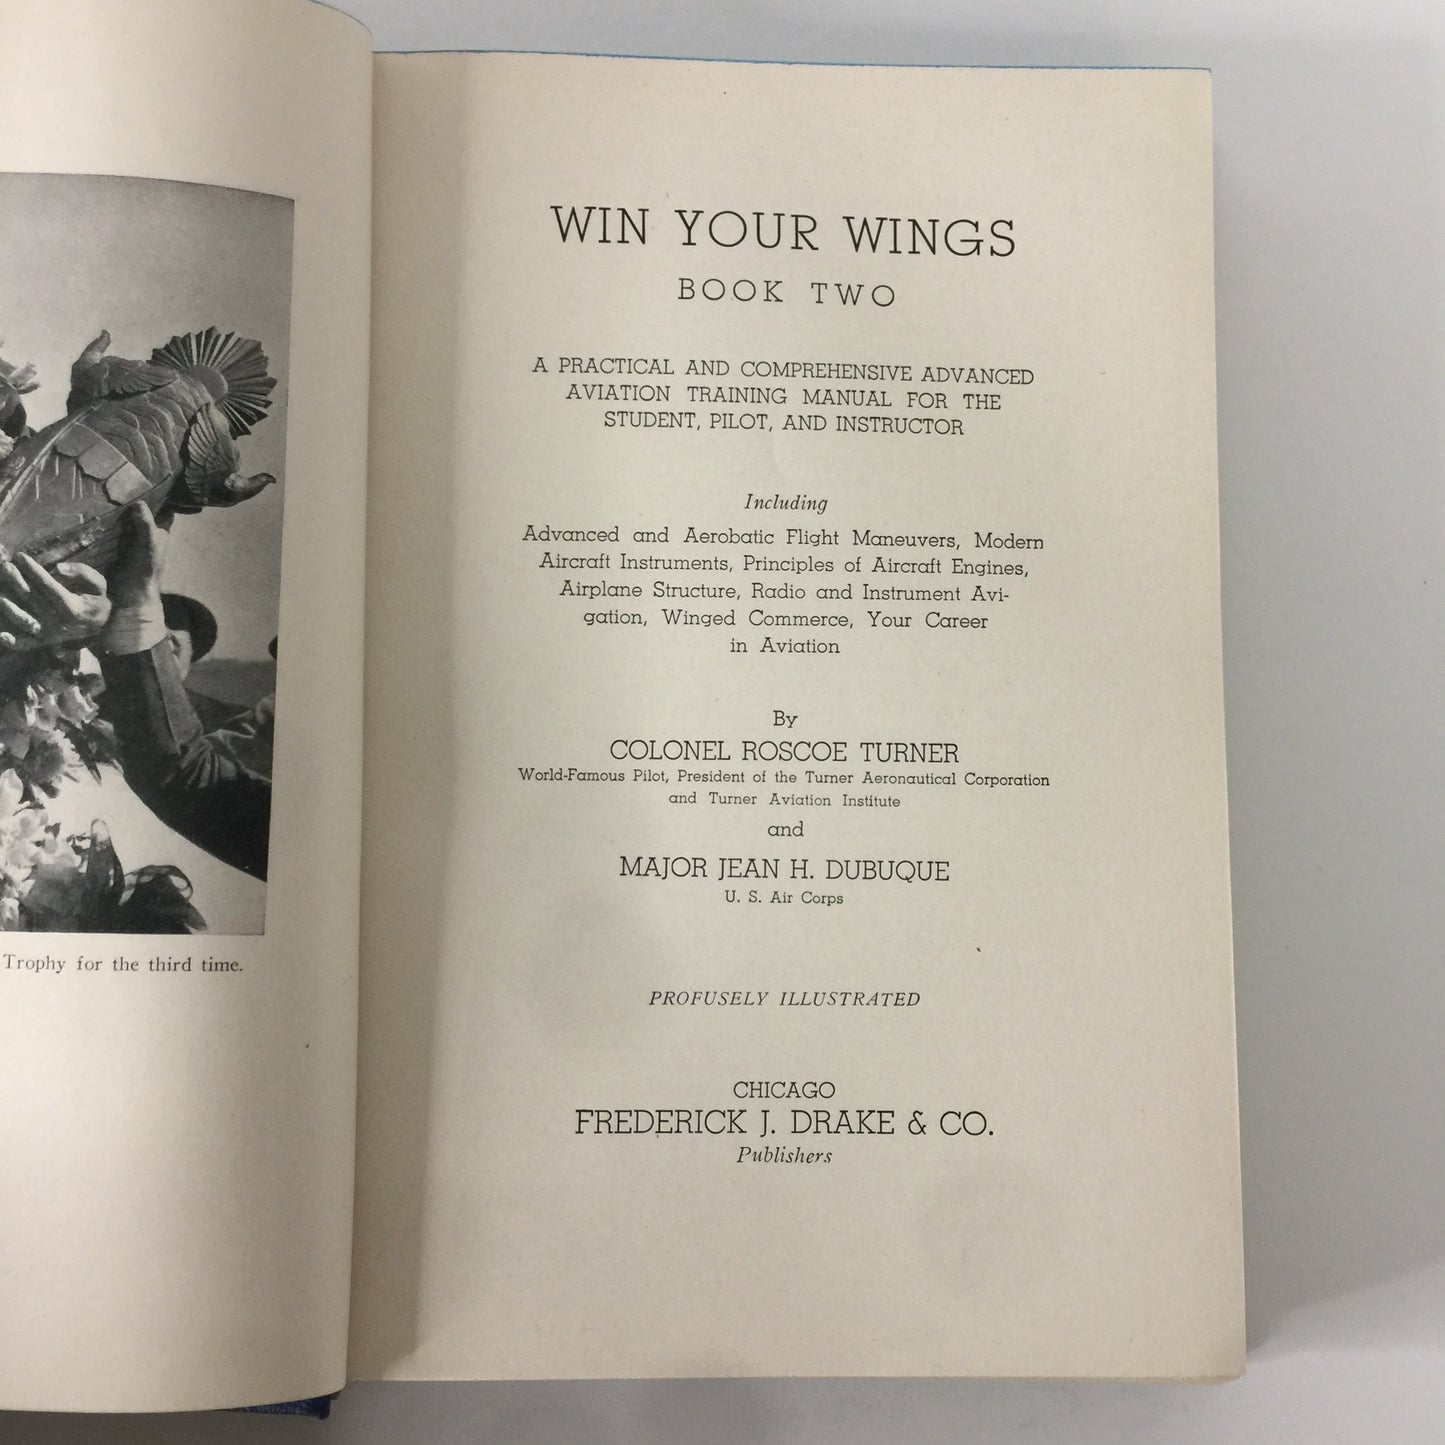 Trophy for the third time.
WIN YOUR WINGS
BOOK TWO
A PRACTICAL AND COMPREHENSIVE ADVANCED
AVIATION TRAINING MANUAL FOR THE
STUDENT, PILOT, AND INSTRUCTOR
Including
Advanced and Aerobatic Flight Maneuvers, Modern
Aircraft Instruments, Principles of Aircraft Engines,
Airplane Structure, Radio and Instrument Avi-
gation, Winged Commerce, Your Career
in Aviation
By
COLONEL ROSCOE TURNER
World-Famous Pilot, President of the Turner Aeronautical Corporation
and Turner Aviation Institute
and
MAJOR JEAN H. DUBUQUE
U. S. Air Corps
PROFUSELY ILLUSTRATED
CHICAGO
FREDERICK J. DRAKE & CO.
Publishers